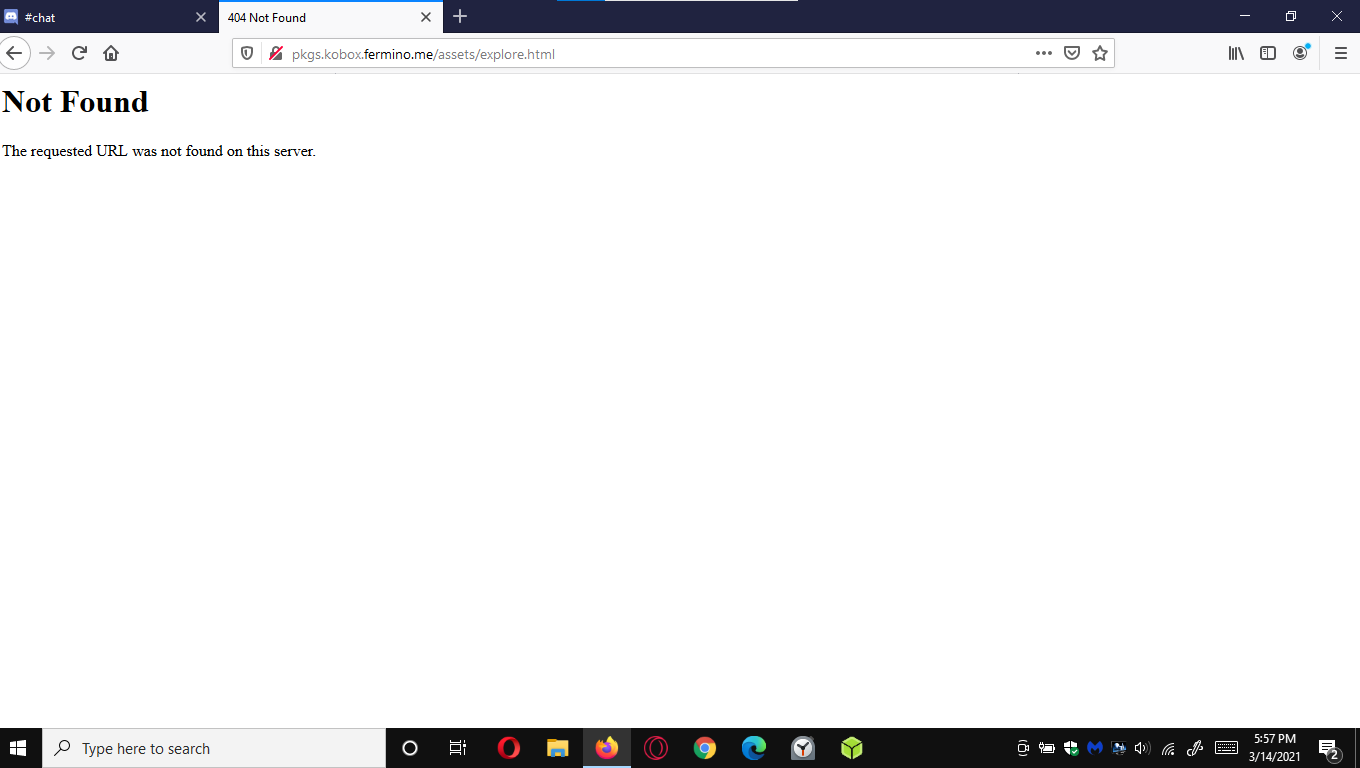 #chat
404 Not Found
pkgs.kobox.fermino.me/assets/explore.html
Not Found
The requested URL was not found on this server.
Type here to search
5:57 PM
3/14/2021
2